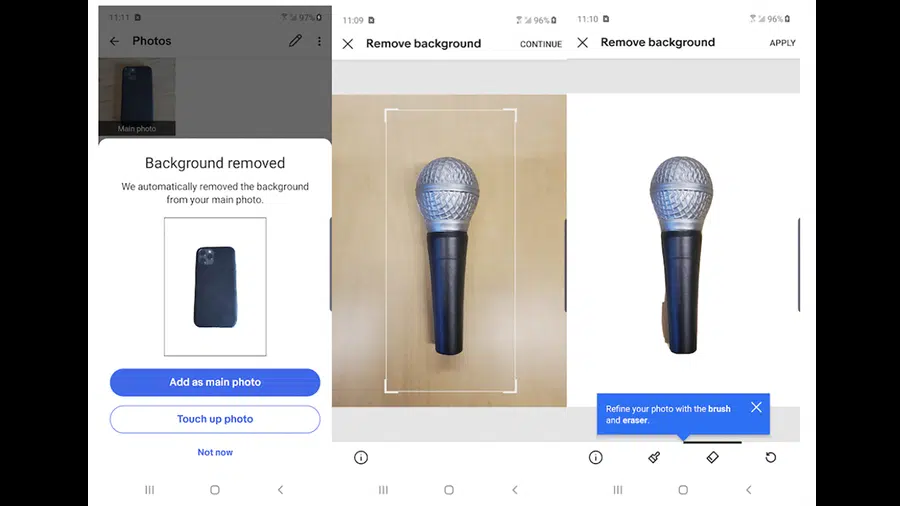 11:11 97%
Photos
Main photo
Background removed
We automatically removed the background
from your main photo.
Add as main photo
Touch up photo
Not now
11:09 96%
Remove background CONTINUE
11:10 96%
Remove background APPLY
Refine your photo with the brush
and eraser.